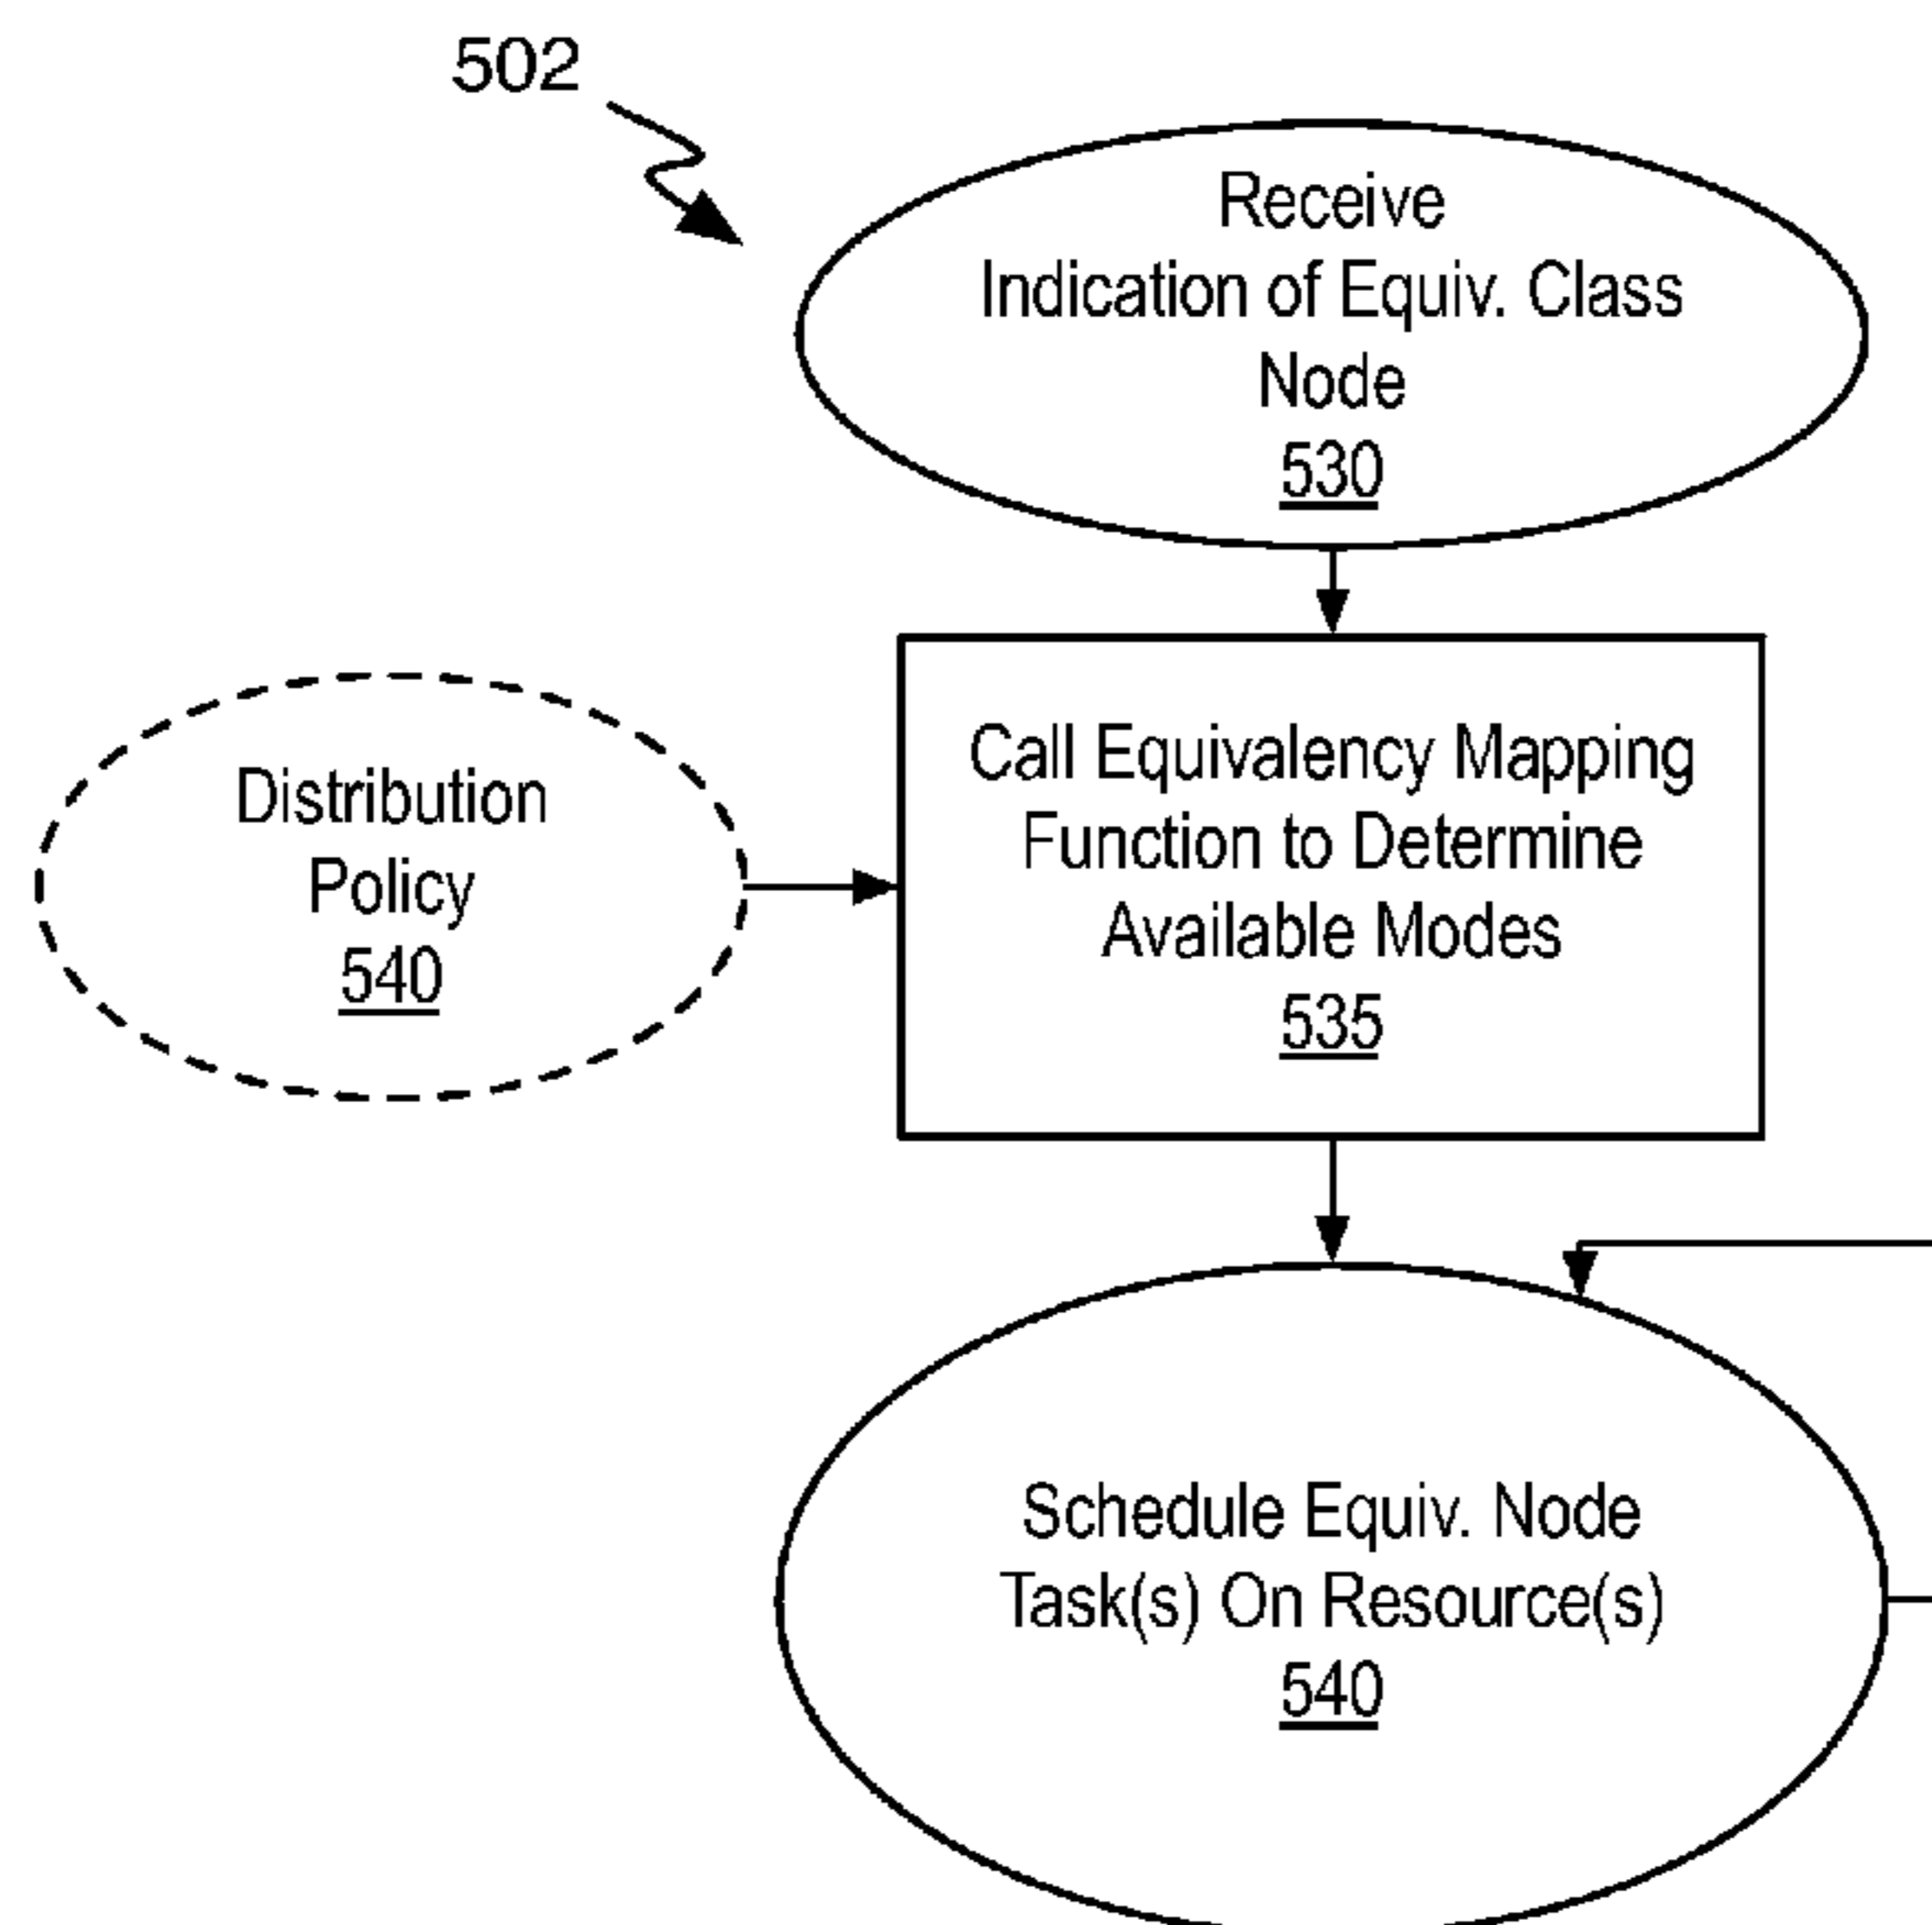 502
Receive
Indication of Equiv. Class
Node
530
Distribution
Policy
540
Call Equivalency Mapping
Function to Determine
Available Modes
535
Schedule Equiv. Node
Task(s) On Resource(s)
540